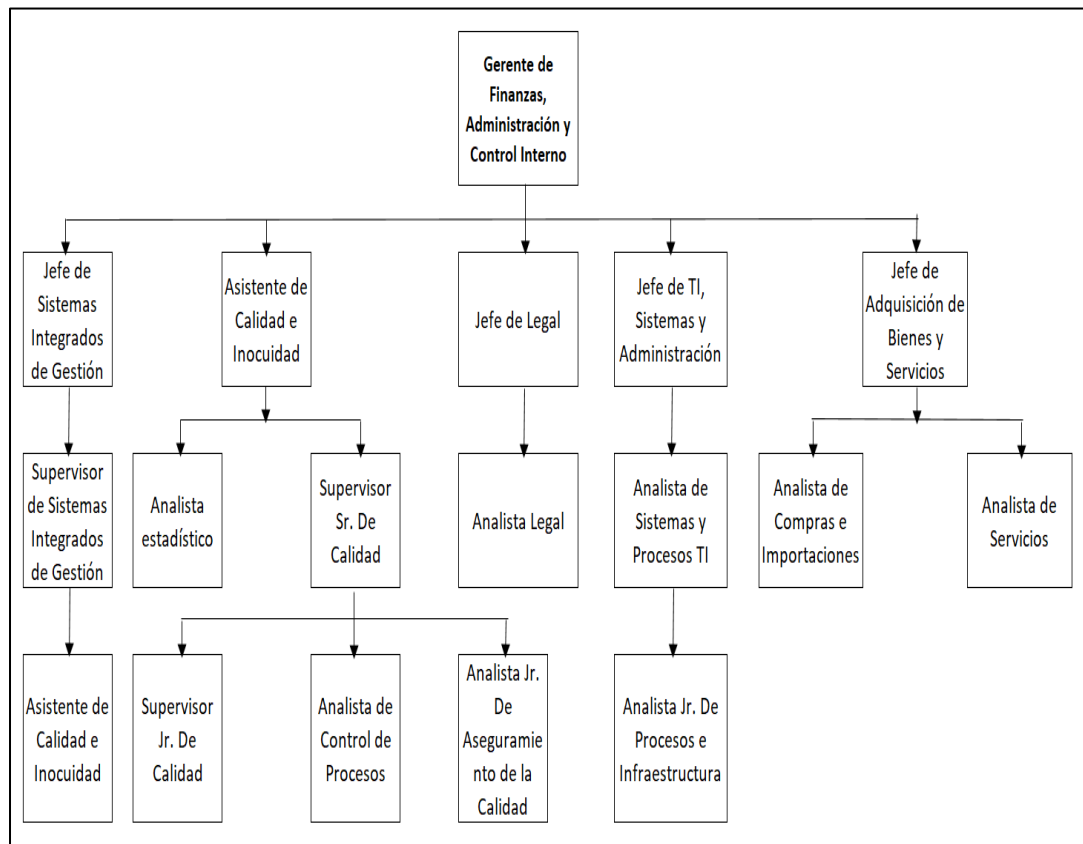 Gerente de
Finanzas,
Administración y
Control Interno
Jefe de
Sistemas
Integrados
de Gestión
Asistente de
Calidad e
Inocuidad
Jefe de Legal
Jefe de TI,
Sistemas y
Administración
Jefe de
Adquisición de
Bienes y
Servicios
Supervisor
de Sistemas
Integrados
de Gestión
Analista
estadístico
Supervisor
Sr. De
Calidad
Analista Legal
Analista de
Sistemas y
Procesos TI
Analista de
Compras e
Importaciones
Analista de
Servicios
Asistente de
Calidad e
Inocuidad
Supervisor
Jr. De
Calidad
Analista de
Control de
Procesos
Analista Jr.
De
Aseguramie
nto de la
Calidad
Analista Jr. De
Procesos e
Infraestructura